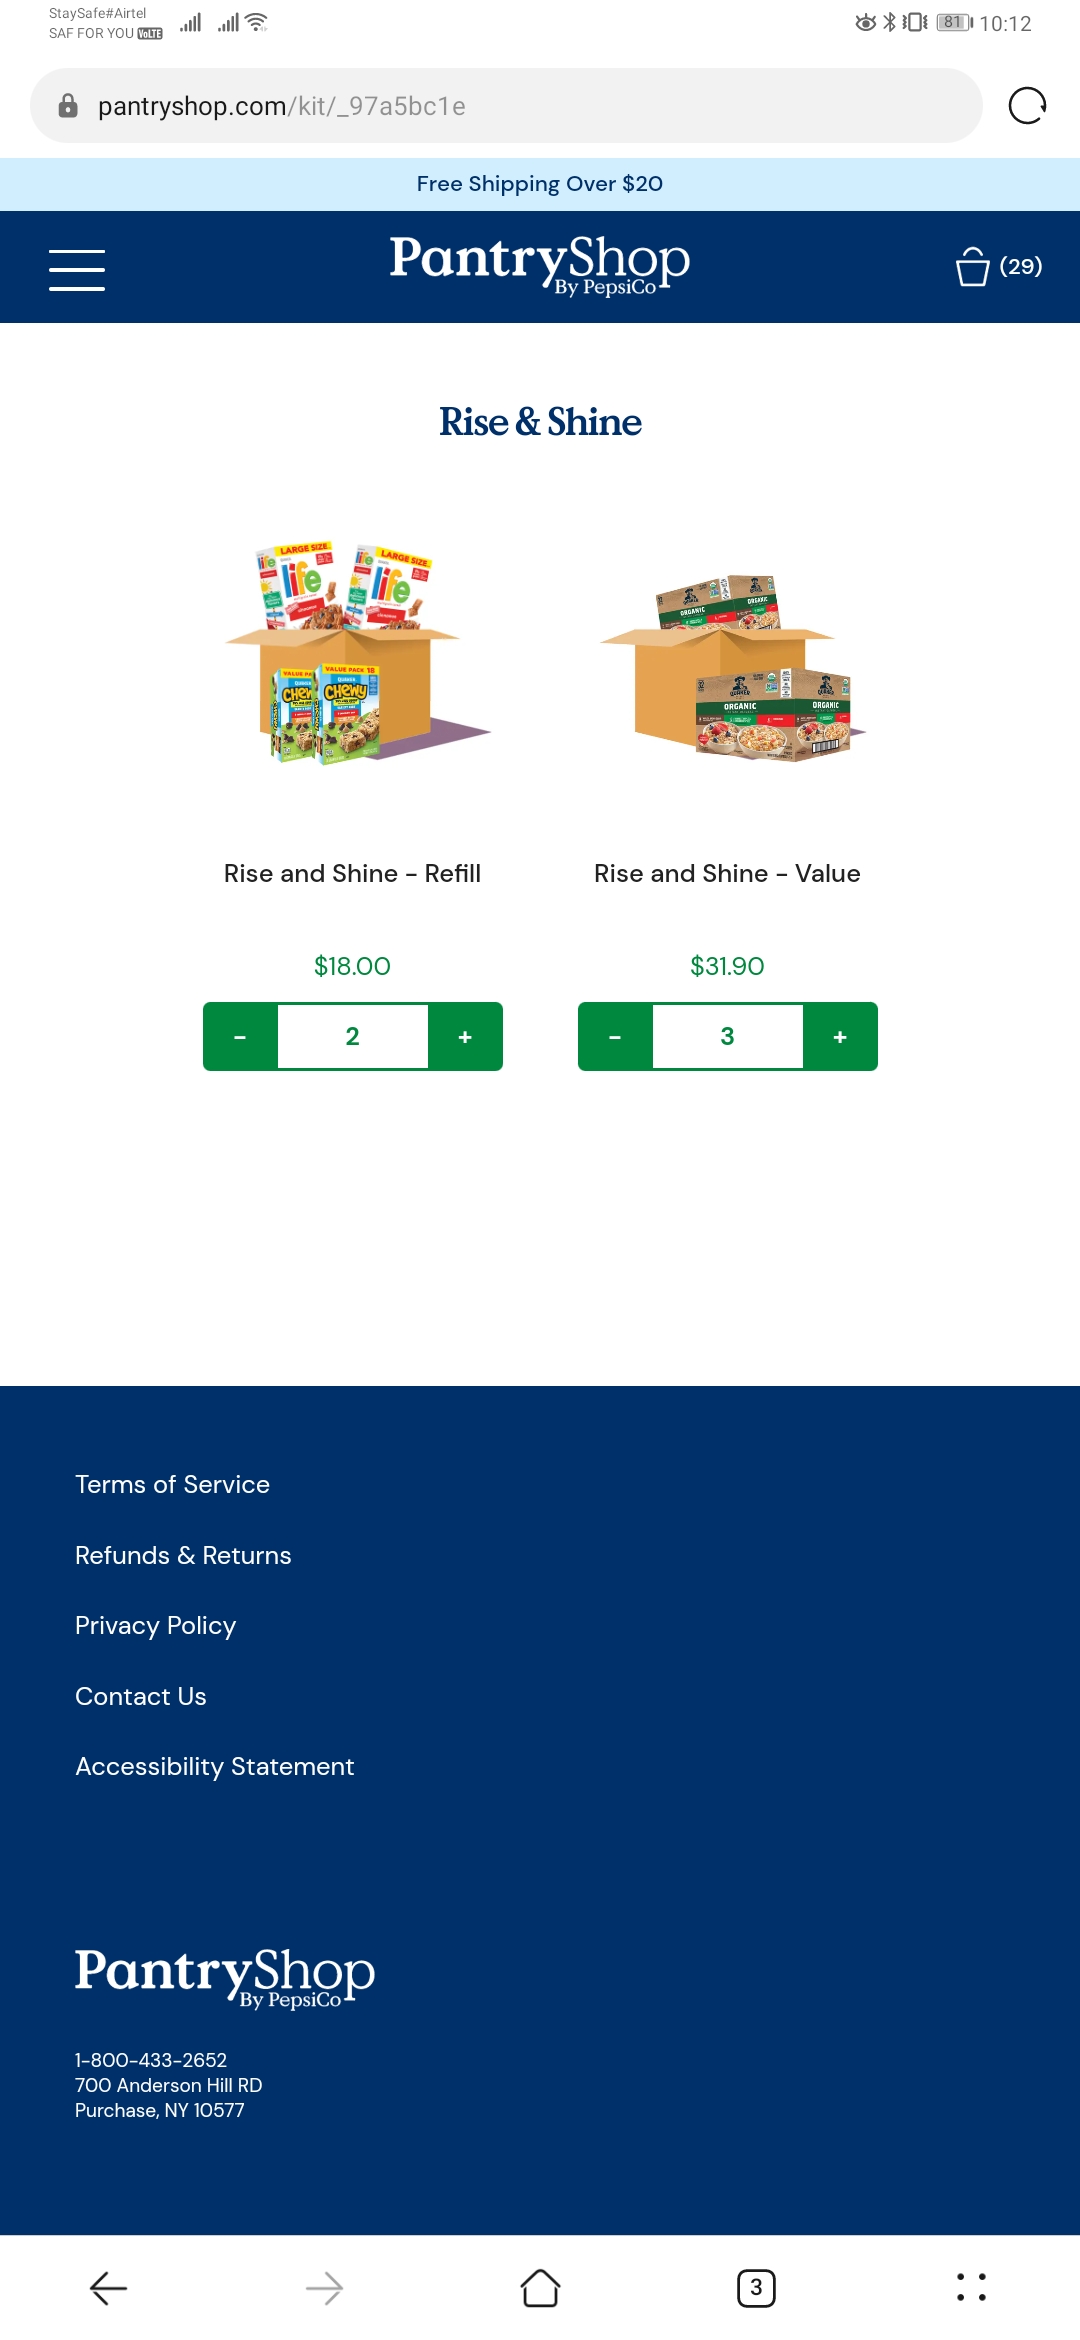 StaySafe#Airtel
SAF FOR YOU VoLTE
81 10:12
pantryshop.com/kit/_97a5bc1e
Free Shipping Over $20
PantryShop
By PepsiCo
(29)
Rise & Shine
LARGE SIZE
life
LARGE SIZE
life
VALUE PACK 18
QUAKER
Chewy
ORGANIC
ORGANIC
QUAKER
ORGANIC
QUAKER
ORGANIC
Rise and Shine - Refill
Rise and Shine - Value
$18.00
$31.90
- 2 +
- 3 +
Terms of Service
Refunds & Returns
Privacy Policy
Contact Us
Accessibility Statement
PantryShop
By PepsiCo
1-800-433-2652
700 Anderson Hill RD
Purchase, NY 10577
3